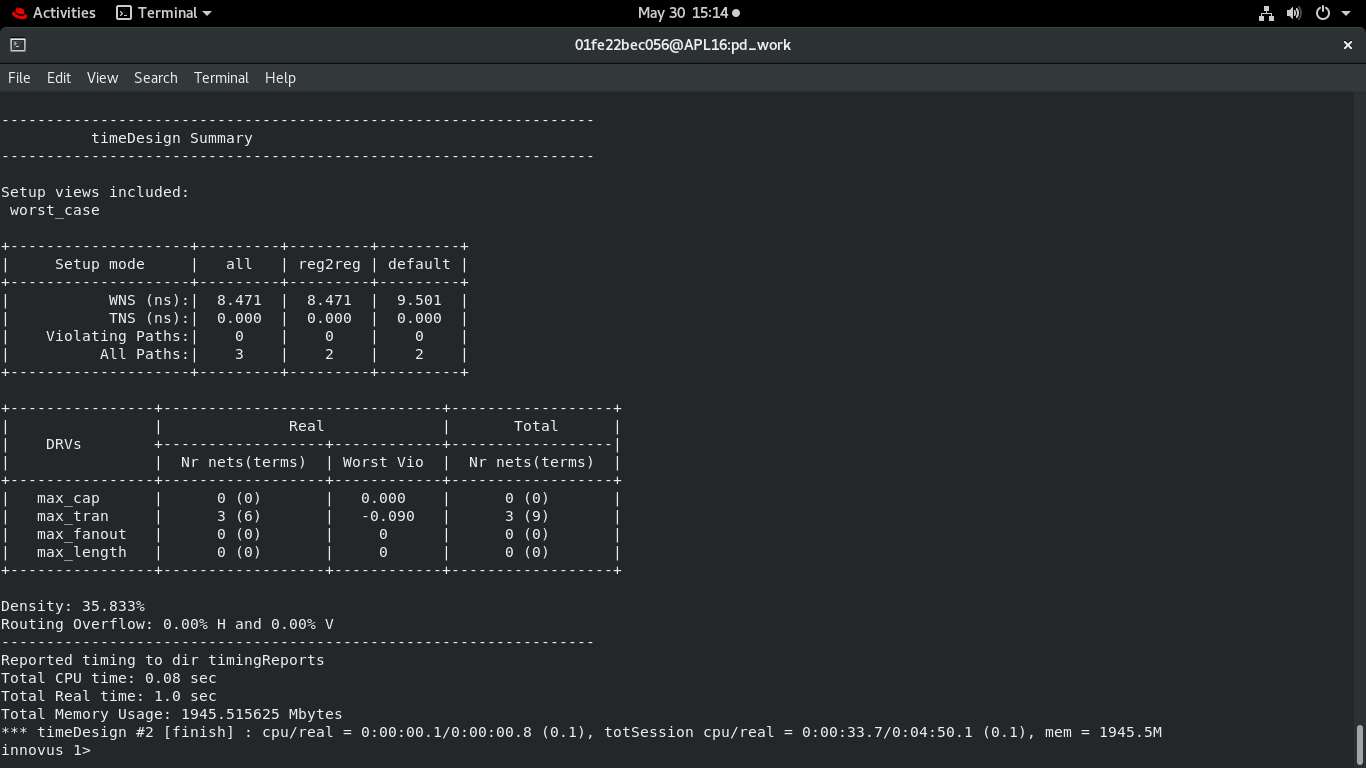 Activities Terminal May 30 15:14
01fe22bec056@APL16:pd_work ×
File Edit View Search Terminal Help
------------------------------------------------------------------
          timeDesign Summary
------------------------------------------------------------------
Setup views included:
 worst_case
+--------------------+---------+---------+---------+
|     Setup mode     |   all   | reg2reg | default |
+--------------------+---------+---------+---------+
|           WNS (ns):|  8.471  |  8.471  |  9.501  |
|           TNS (ns):|  0.000  |  0.000  |  0.000  |
|    Violating Paths:|    0    |    0    |    0    |
|          All Paths:|    3    |    2    |    2    |
+--------------------+---------+---------+---------+
+----------------+-------------------------------+------------------+
|                |              Real             |       Total      |
|    DRVs        +------------------+------------+------------------|
|                |  Nr nets(terms)  | Worst Vio  |  Nr nets(terms)  |
+----------------+------------------+------------+------------------+
|   max_cap      |      0 (0)       |   0.000    |      0 (0)       |
|   max_tran     |      3 (6)       |   -0.090   |      3 (9)       |
|   max_fanout   |      0 (0)       |     0      |      0 (0)       |
|   max_length   |      0 (0)       |     0      |      0 (0)       |
+----------------+------------------+------------+------------------+
Density: 35.833%
Routing Overflow: 0.00% H and 0.00% V
------------------------------------------------------------------
Reported timing to dir timingReports
Total CPU time: 0.08 sec
Total Real time: 1.0 sec
Total Memory Usage: 1945.515625 Mbytes
*** timeDesign #2 [finish] : cpu/real = 0:00:00.1/0:00:00.8 (0.1), totSession cpu/real = 0:00:33.7/0:04:50.1 (0.1), mem = 1945.5M
innovus 1>